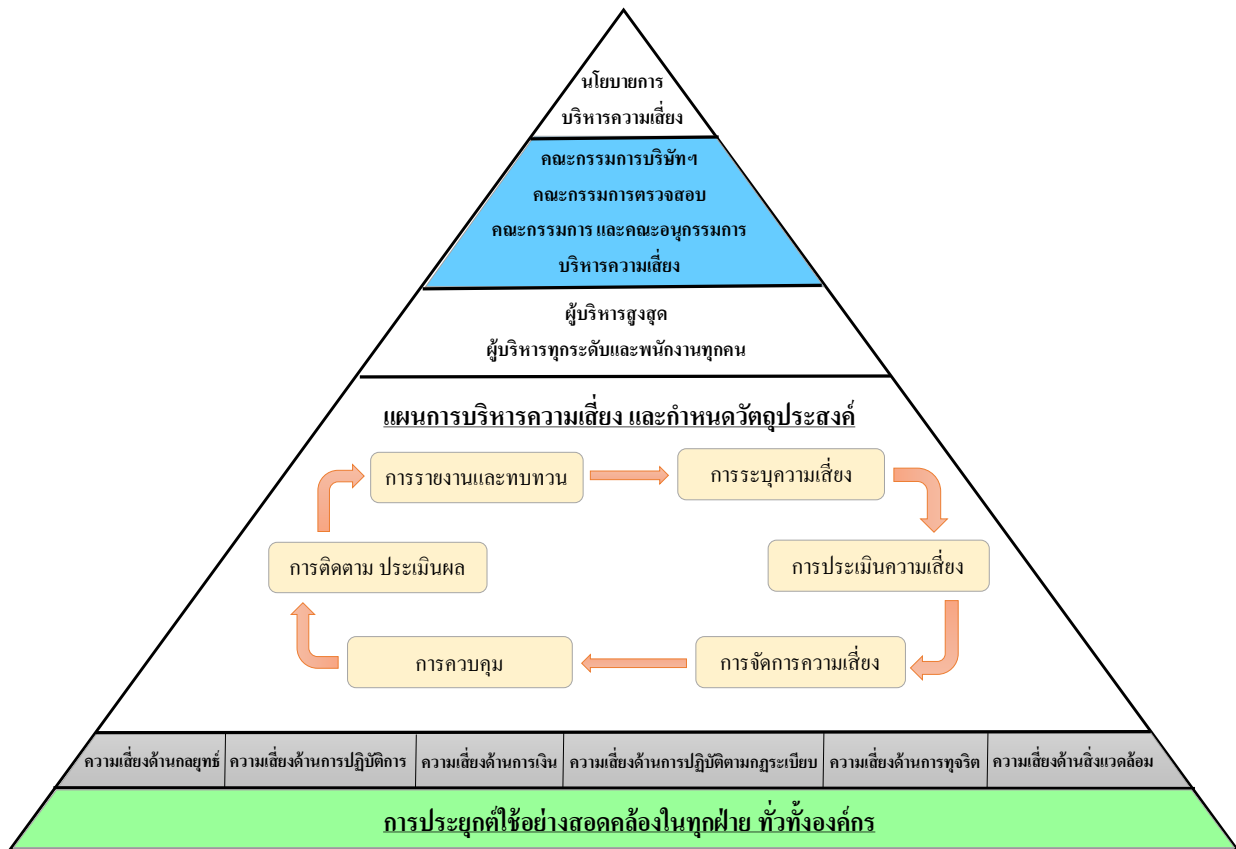 นโยบายการ
บริหารความเสี่ยง
คณะกรรมการบริษัทฯ
คณะกรรมการตรวจสอบ
คณะกรรมการ และคณะอนุกรรมการ
บริหารความเสี่ยง
ผู้บริหารสูงสุด
ผู้บริหารทุกระดับและพนักงานทุกคน
แผนการบริหารความเสี่ยง และกำหนดวัตถุประสงค์
การรายงานและทบทวน
การระบุความเสี่ยง
การติดตาม ประเมินผล
การประเมินความเสี่ยง
การควบคุม
การจัดการความเสี่ยง
ความเสี่ยงด้านกลยุทธ์
ความเสี่ยงด้านการปฏิบัติการ
ความเสี่ยงด้านการเงิน
ความเสี่ยงด้านการปฏิบัติตามกฎระเบียบ
ความเสี่ยงด้านการทุจริต
ความเสี่ยงด้านสิ่งแวดล้อม
การประยุกต์ใช้อย่างสอดคล้องในทุกฝ่าย ทั่วทั้งองค์กร